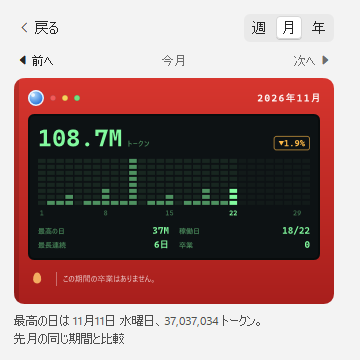 戻る
週 月 年
前へ 今月 次へ
2026年11月
108.7M トークン
▼1.9%
1 8 15 22 29
最高の日 37M 稼働日 18/22
最長連続 6日 卒業 0
この期間の卒業はありません。
最高の日は 11月11日 水曜日、37,037,034 トークン。
先月の同じ期間と比較